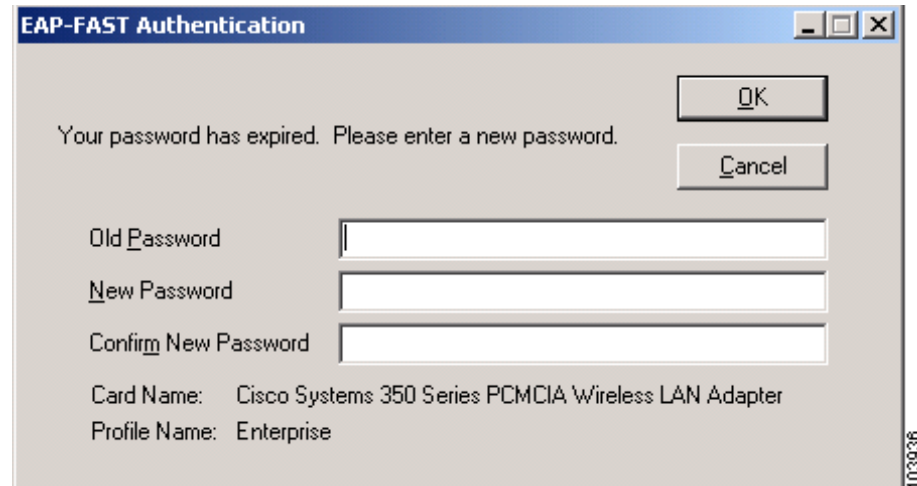 EAP-FAST Authentication
OK
Your password has expired. Please enter a new password.
Cancel
Old Password
New Password
Confirm New Password
Card Name: Cisco Systems 350 Series PCMCIA Wireless LAN Adapter
Profile Name: Enterprise
103936